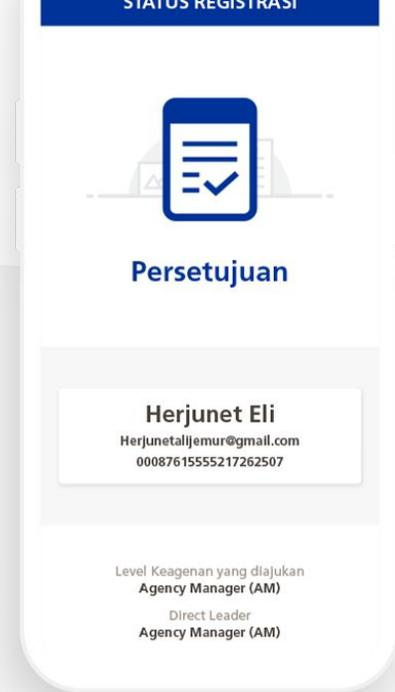 STATUS REGISTRASI
Persetujuan
Herjunet Eli
Herjunetalijemur@gmail.com
00087615555217262507
Level Keagenan yang diajukan
Agency Manager (AM)
Direct Leader
Agency Manager (AM)